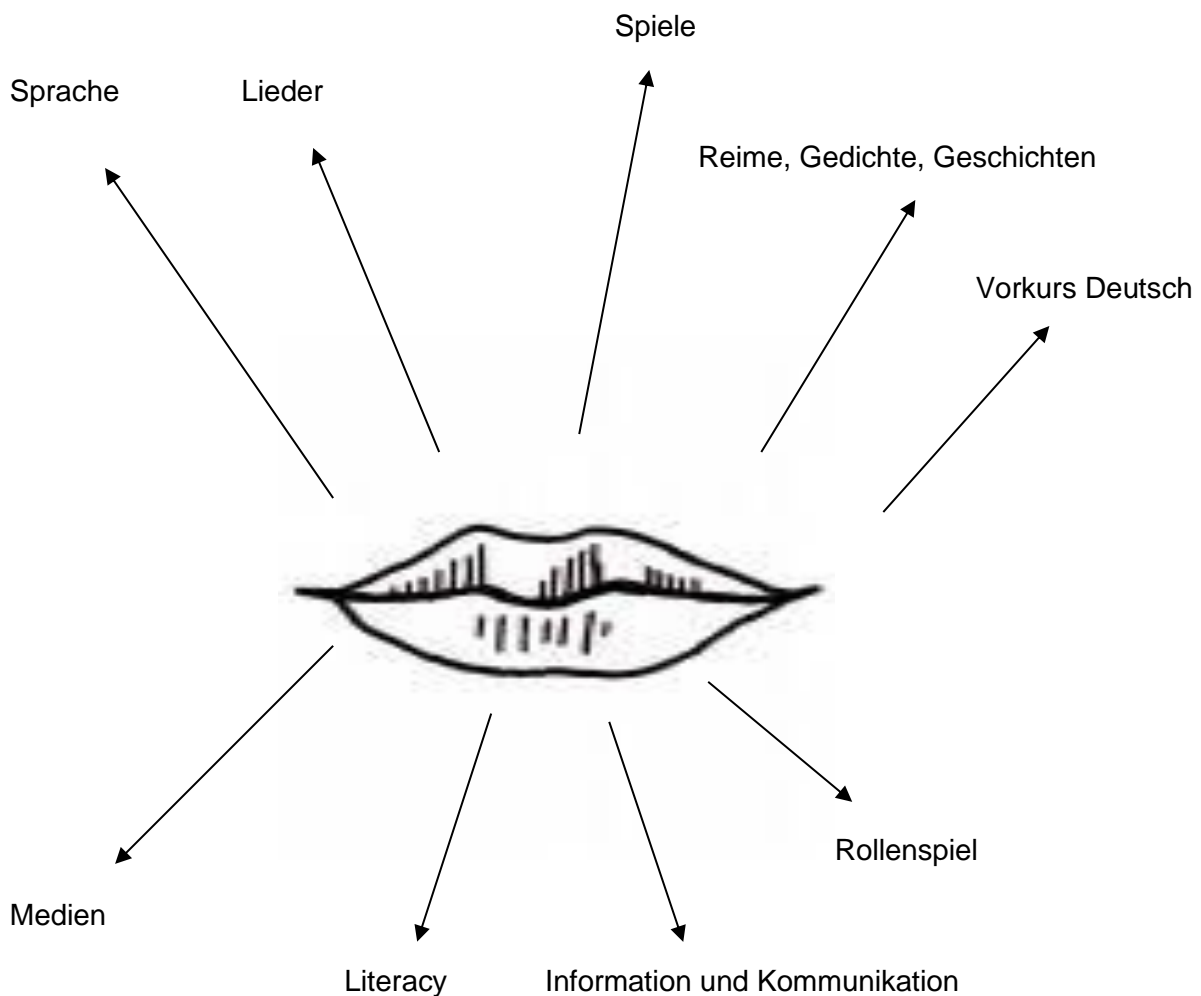 Spiele
Sprache
Lieder
Reime, Gedichte, Geschichten
Vorkurs Deutsch
Rollenspiel
Medien
Literacy
Information und Kommunikation